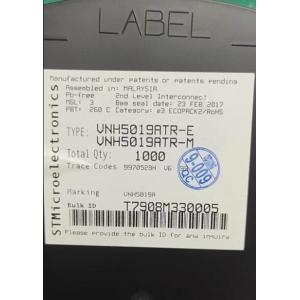 LABEL
Manufactured under patents or patents pending
Assembled in: MALAYSIA
Pb-free 2nd Level Interconnect
MSL: 3 Bag seal date: 23 FEB 2017
PBT: 260 C Category: e3 ECOPACK2/RoHS
TYPE: VNH5019ATR-E
VNH5019ATR-M
Total Qty: 1000
Trace Codes 9970529H V6
Marking VNH5019A
Bulk ID T7908M330005
Please provide the bulk ID for any inquiry
STMicroelectronics
QC